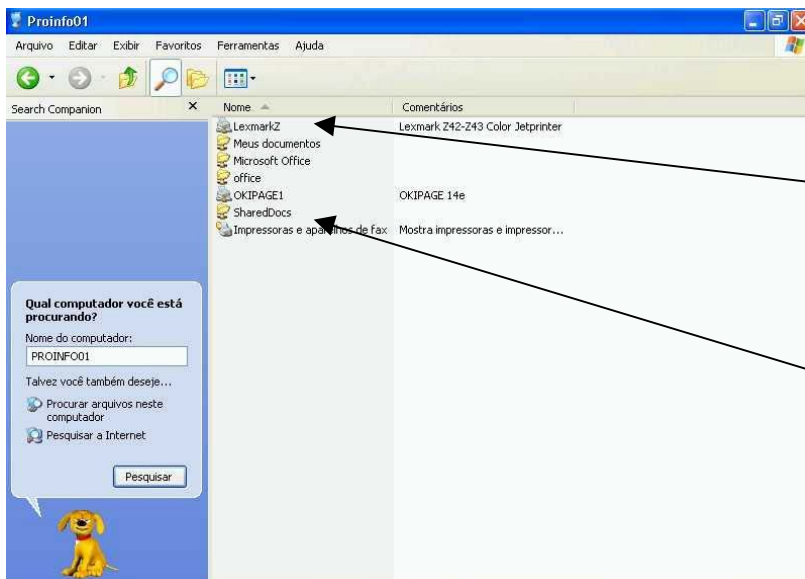 Proinfo01
Arquivo Editar Exibir Favoritos Ferramentas Ajuda
Search Companion
Nome Comentários
LexmarkZ Lexmark Z42-Z43 Color Jetprinter
Meus documentos
Microsoft Office
office
OKIPAGE1 OKIPAGE 14e
SharedDocs
Impressoras e aparelhos de fax Mostra impressoras e impressor...
Qual computador você está
procurando?
Nome do computador:
PROINFO01
Talvez você também deseje...
Procurar arquivos neste
computador
Pesquisar a Internet
Pesquisar